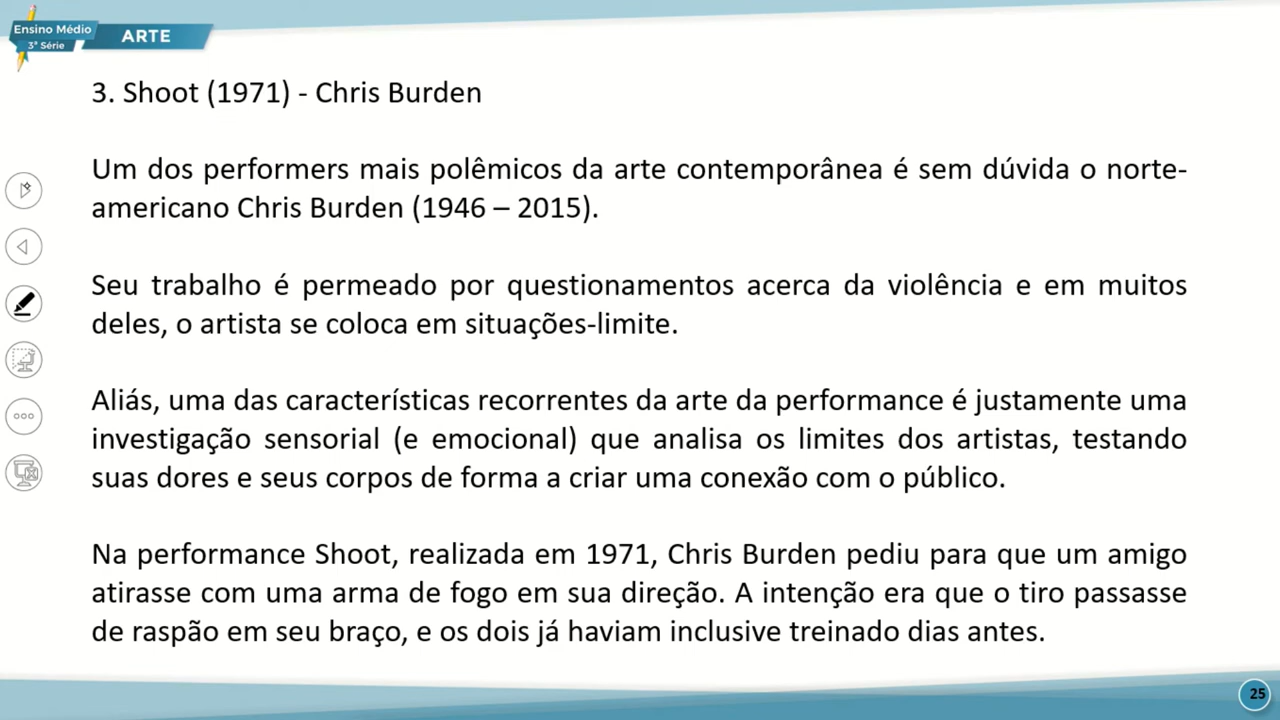 Ensino Médio
3ª Série
ARTE
3. Shoot (1971) - Chris Burden
Um dos performers mais polêmicos da arte contemporânea é sem dúvida o norte-
americano Chris Burden (1946 – 2015).
Seu trabalho é permeado por questionamentos acerca da violência e em muitos
deles, o artista se coloca em situações-limite.
Aliás, uma das características recorrentes da arte da performance é justamente uma
investigação sensorial (e emocional) que analisa os limites dos artistas, testando
suas dores e seus corpos de forma a criar uma conexão com o público.
Na performance Shoot, realizada em 1971, Chris Burden pediu para que um amigo
atirasse com uma arma de fogo em sua direção. A intenção era que o tiro passasse
de raspão em seu braço, e os dois já haviam inclusive treinado dias antes.
25